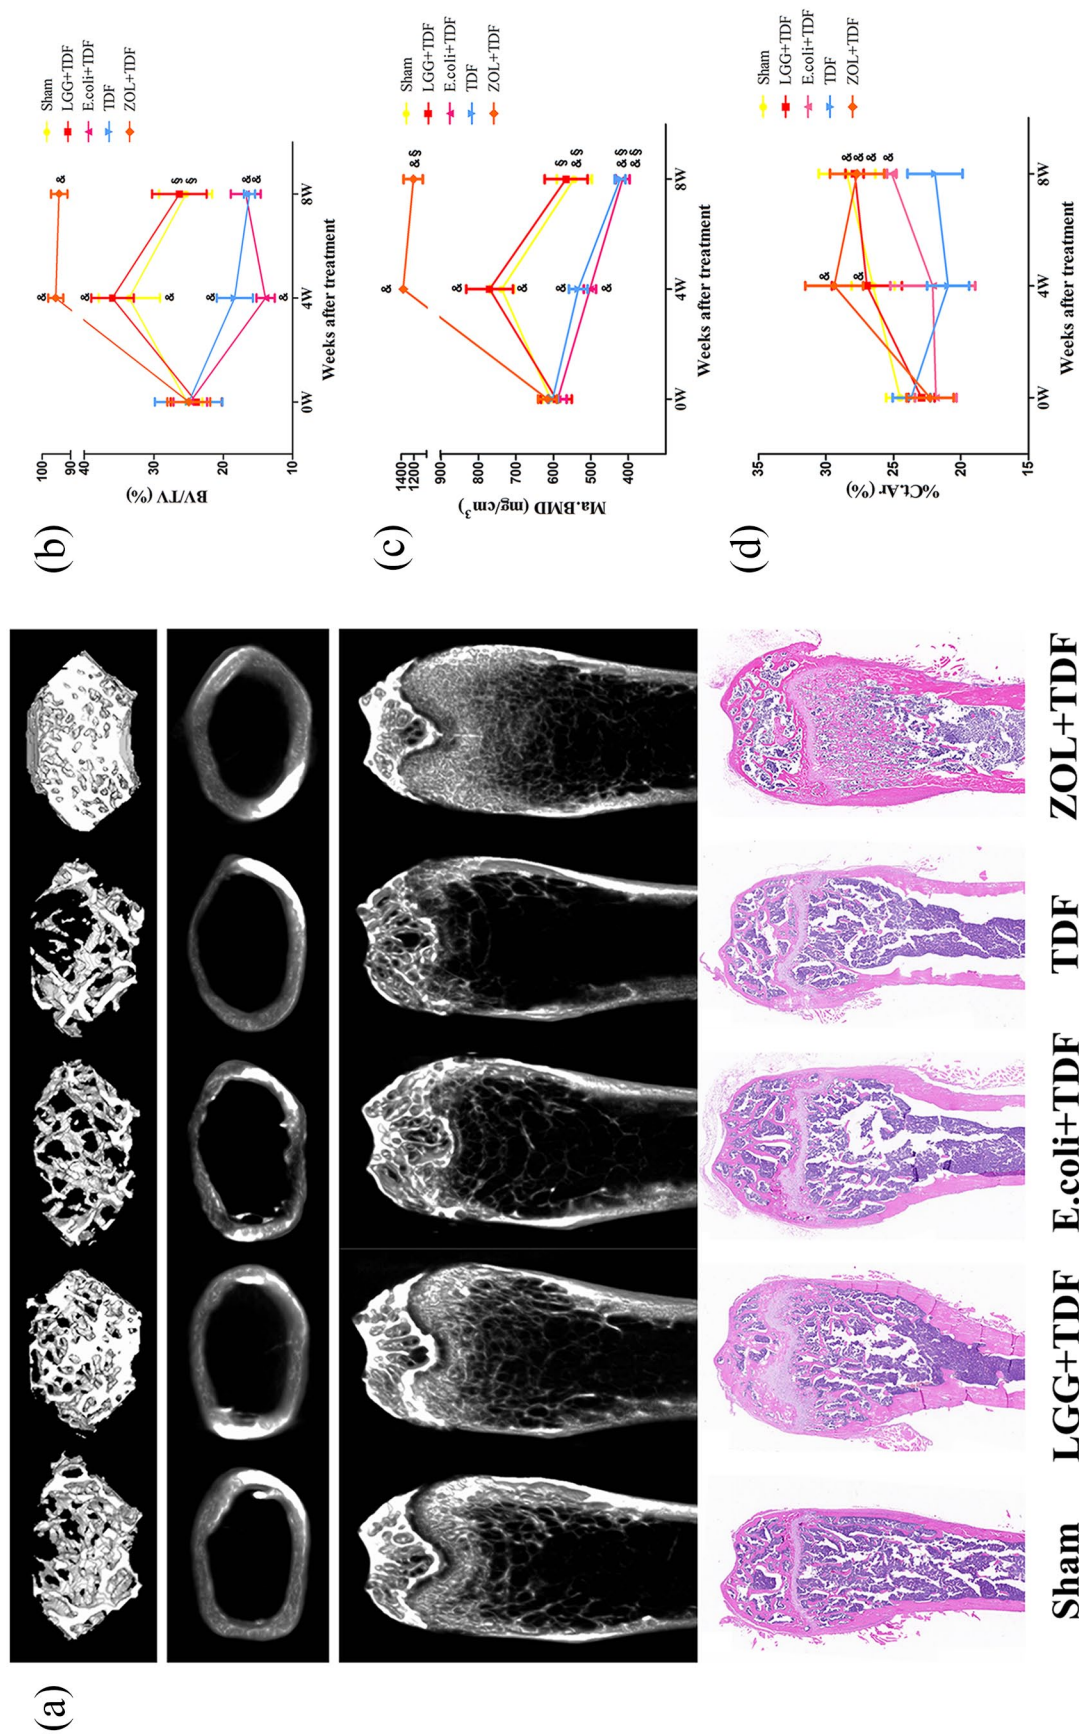 (a)
Sham
LGG+TDF
E.coli+TDF
TDF
ZOL+TDF
(b)
BV/TV (%)
100
90
40
30
20
10
0W
4W
8W
Weeks after treatment
Sham
LGG+TDF
E.coli+TDF
TDF
ZOL+TDF
&
&
&
&
&
&
§
§
&
&
(c)
Ma.BMD (mg/cm³)
1400
1200
900
800
700
600
500
400
0W
4W
8W
Weeks after treatment
Sham
LGG+TDF
E.coli+TDF
TDF
ZOL+TDF
&
&
&
&
& §
§
& §
& §
& §
(d)
%Ct.Ar (%)
35
30
25
20
15
0W
4W
8W
Weeks after treatment
Sham
LGG+TDF
E.coli+TDF
TDF
ZOL+TDF
&
&
&
&
&
&